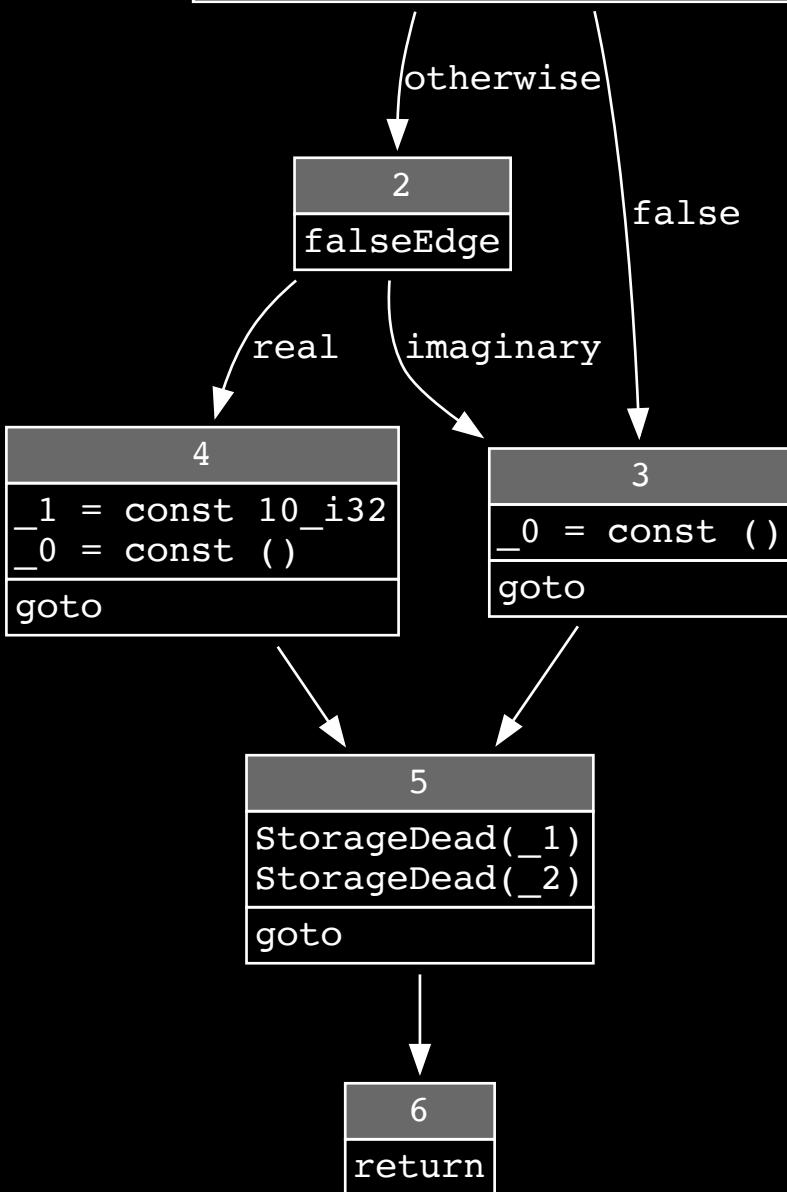 otherwise
2
falseEdge
false
real
imaginary
4
_1 = const 10_i32
_0 = const ()
goto
3
_0 = const ()
goto
5
StorageDead(_1)
StorageDead(_2)
goto
6
return